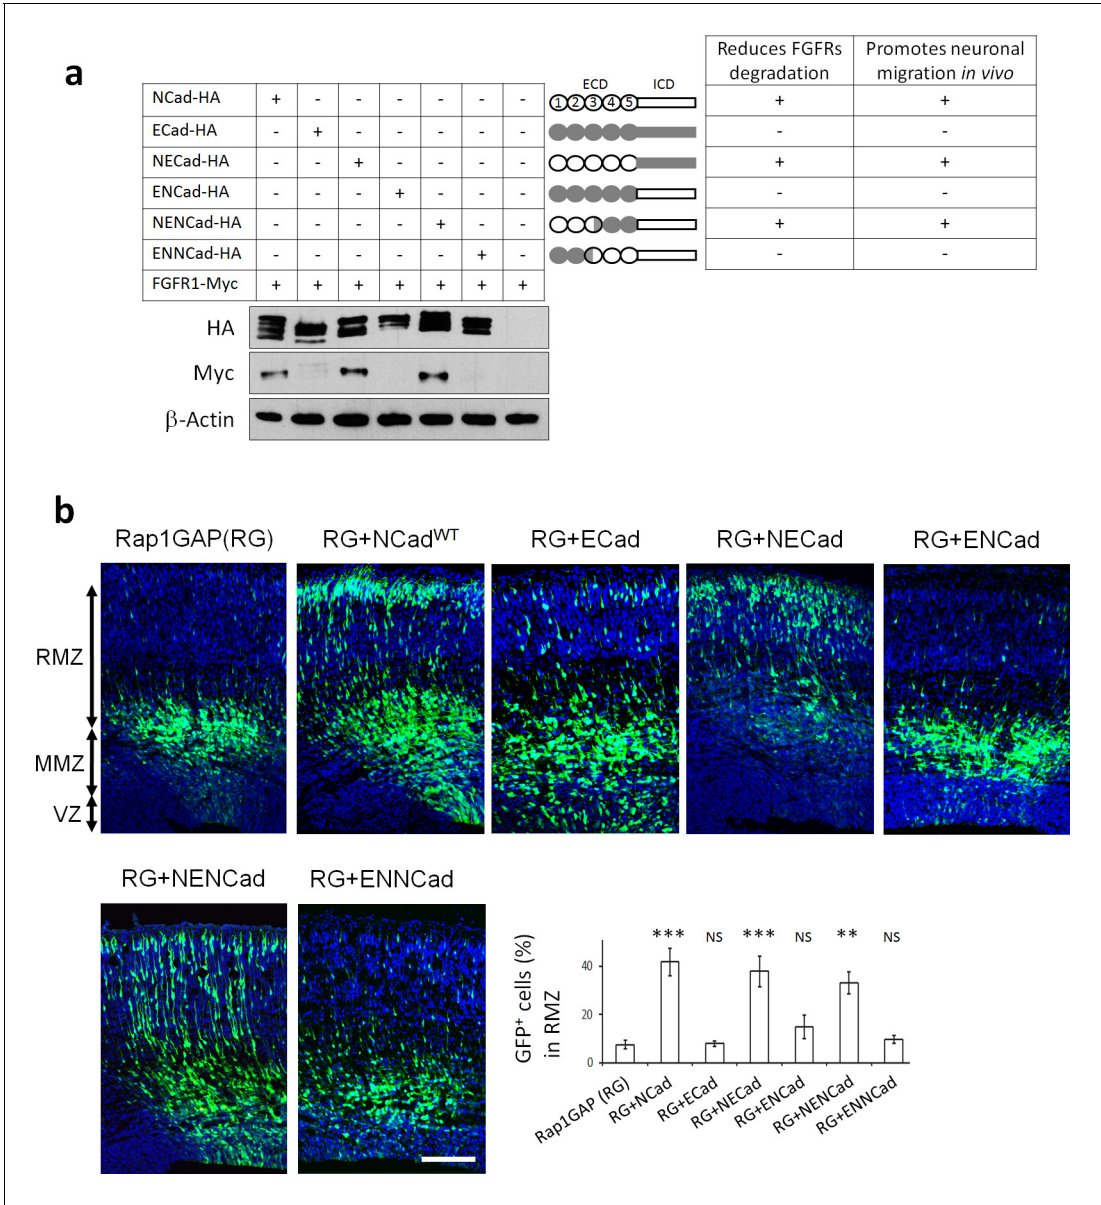 a
Reduces FGFRs degradation
Promotes neuronal migration in vivo
ECD ICD
NCad-HA + - - - - - - 1 2 3 4 5 + +
ECad-HA - + - - - - - - -
NECad-HA - - + - - - - + +
ENCad-HA - - - + - - - - -
NENCad-HA - - - - + - - + +
ENNCad-HA - - - - - + - - -
FGFR1-Myc + + + + + + +
HA
Myc
β-Actin
b
Rap1GAP(RG) RG+NCadWT RG+ECad RG+NECad RG+ENCad
RMZ
MMZ
VZ
RG+NENCad RG+ENNCad
GFP+ cells (%)
in RMZ
*** NS *** NS ** NS
40
20
0
Rap1GAP (RG)
RG+NCad
RG+ECad
RG+NECad
RG+ENCad
RG+NENCad
RG+ENNCad